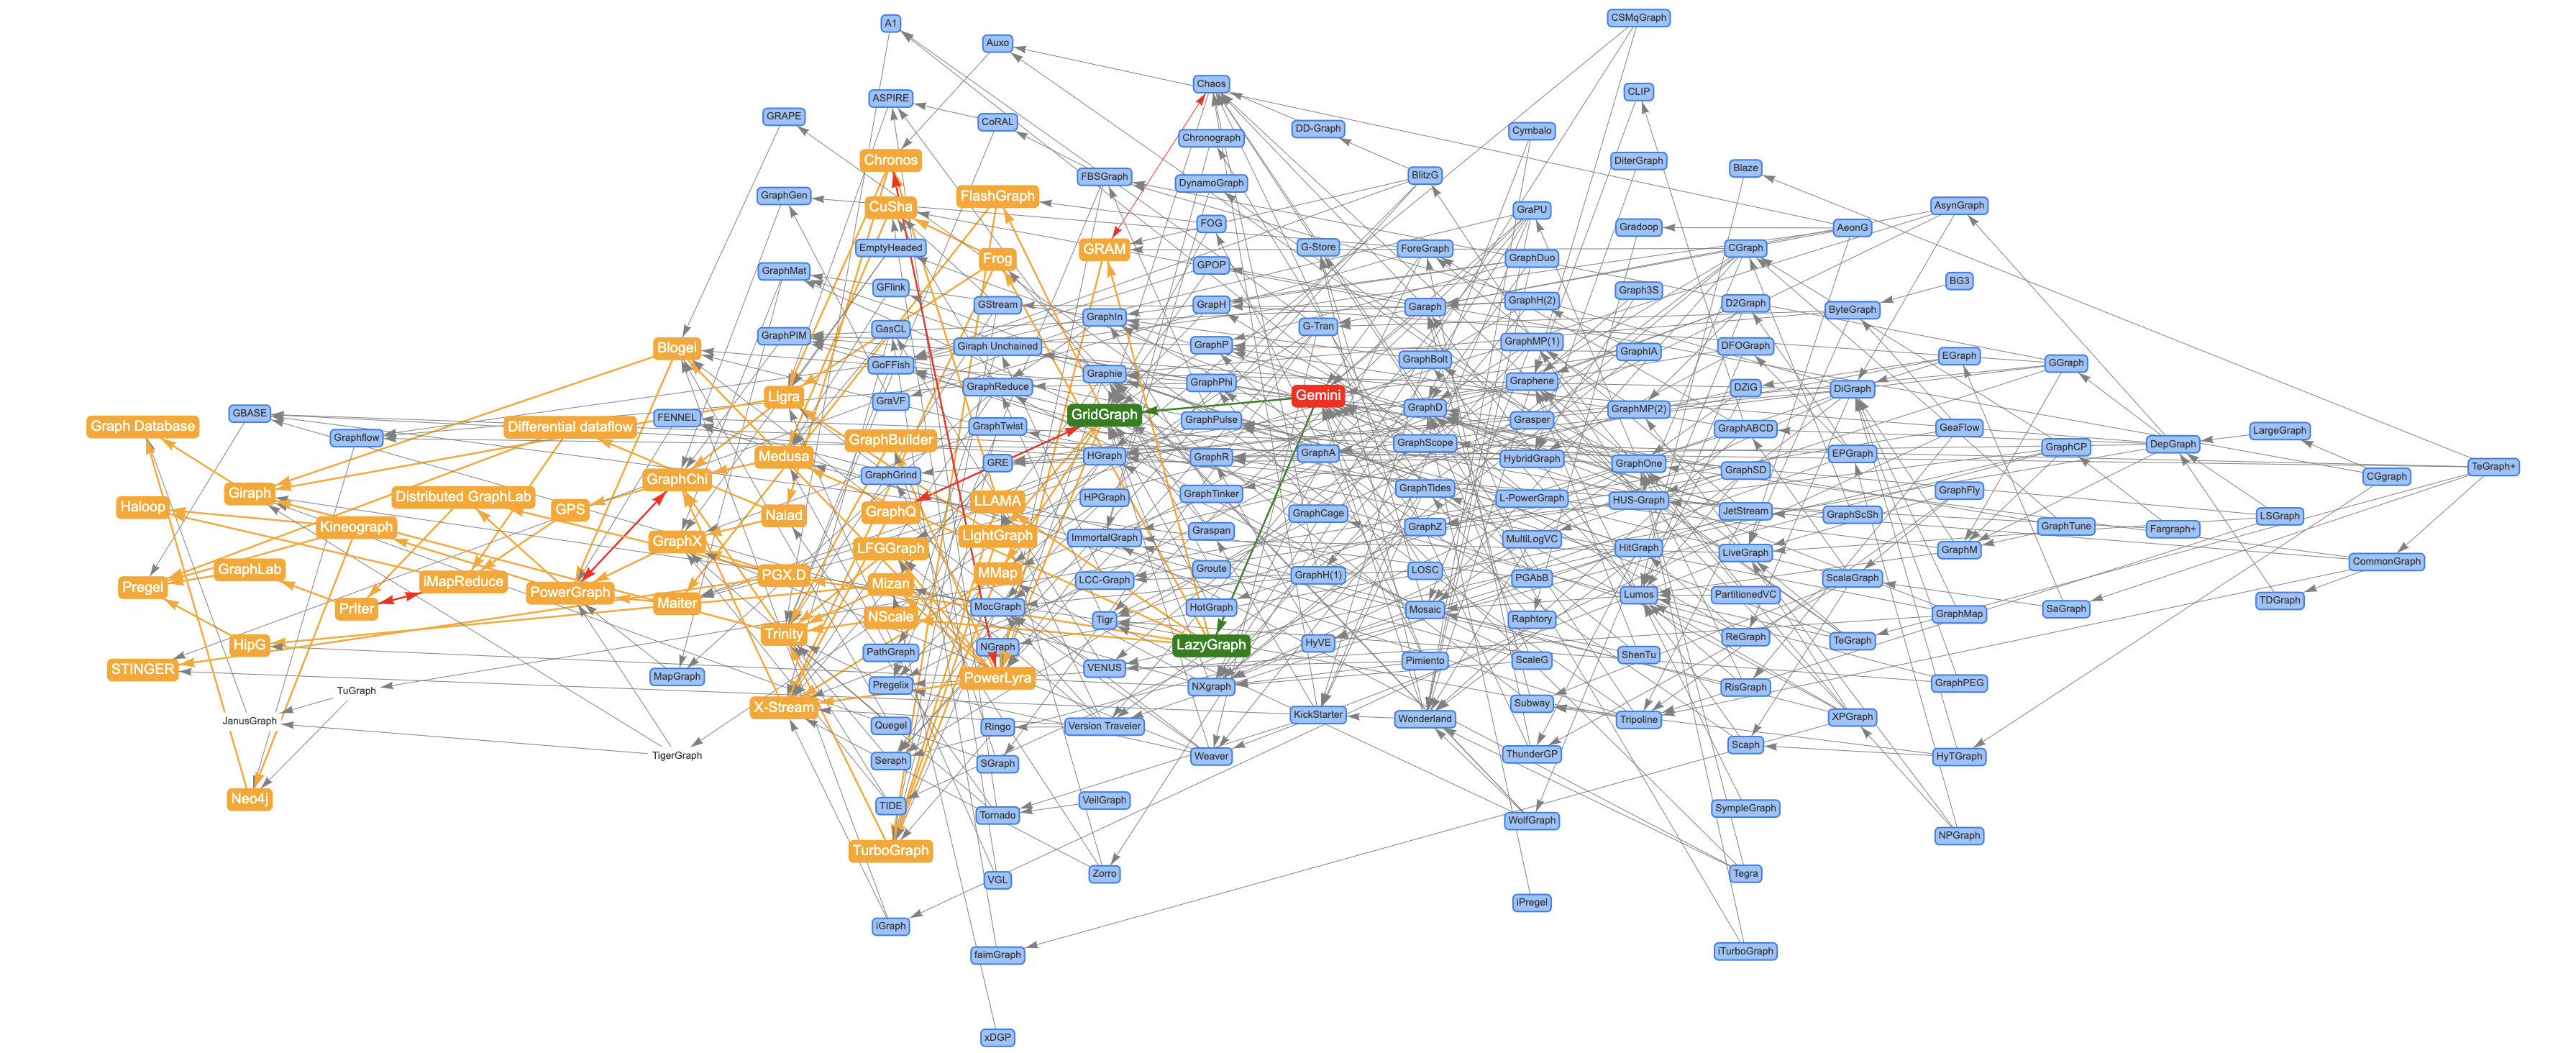 A1
CSMqGraph
Auxo
Chaos
CLIP
ASPIRE
GRAPE
CoRAL
DD-Graph
Cymbalo
Chronograph
Chronos
DiterGraph
Blaze
FBSGraph
BlitzG
DynamoGraph
GraphGen
FlashGraph
CuSha
AsynGraph
GraPU
FOG
Gradoop
AeonG
EmptyHeaded
GRAM
G-Store
ForeGraph
CGraph
Frog
GraphDuo
GPOP
GraphMat
BG3
GFlink
Graph3S
GStream
GrapH
Garaph
GraphH(2)
D2Graph
ByteGraph
GraphIn
G-Tran
GasCL
GraphPIM
Blogel
Giraph Unchained
GraphP
GraphMP(1)
DFOGraph
GraphIA
EGraph
GraphBolt
GoFFish
GGraph
Graphie
GraphPhi
Graphene
GraphReduce
DZiG
DiGraph
Ligra
Gemini
GraVF
GraphD
GraphMP(2)
GBASE
GridGraph
FENNEL
GraphPulse
Grasper
Graph Database
Differential dataflow
GraphTwist
GraphABCD
GeaFlow
LargeGraph
Graphflow
GraphBuilder
GraphScope
DepGraph
GraphCP
Medusa
HGraph
GraphR
GraphA
HybridGraph
EPGraph
GRE
GraphOne
TeGraph+
GraphSD
GraphGrind
CGgraph
GraphChi
GraphTides
GraphFly
Giraph
Distributed GraphLab
GraphTinker
HPGraph
L-PowerGraph
HUS-Graph
LLAMA
Haloop
GPS
Naiad
GraphQ
GraphCage
JetStream
GraphScSh
LSGraph
Kineograph
GraphZ
GraphTune
Fargraph+
Graspan
LightGraph
ImmortalGraph
MultiLogVC
GraphX
LFGGraph
HitGraph
LiveGraph
GraphM
CommonGraph
GraphLab
Groute
LOSC
MMap
PGX.D
GraphH(1)
PGAbB
ScalaGraph
LCC-Graph
iMapReduce
Mizan
Pregel
PowerGraph
Lumos
PartitionedVC
TDGraph
Maiter
PrIter
MocGraph
HotGraph
Mosaic
SaGraph
GraphMap
NScale
Tigr
Raphtory
Trinity
ReGraph
TeGraph
HyVE
HipG
LazyGraph
NGraph
PathGraph
ShenTu
ScaleG
Pimiento
VENUS
STINGER
MapGraph
PowerLyra
GraphPEG
Pregelix
NXgraph
RisGraph
TuGraph
Subway
X-Stream
KickStarter
XPGraph
Wonderland
Tripoline
JanusGraph
Quegel
Ringo
Version Traveler
Scaph
ThunderGP
TigerGraph
Weaver
HyTGraph
Seraph
SGraph
Neo4j
VeilGraph
TIDE
SympleGraph
Tornado
WolfGraph
NPGraph
TurboGraph
Zorro
Tegra
VGL
iPregel
iGraph
iTurboGraph
faimGraph
xDGP